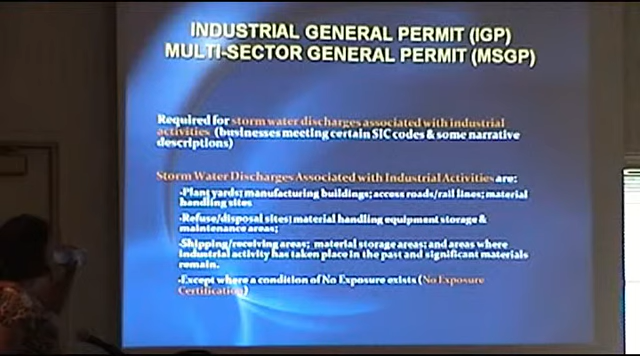 INDUSTRIAL GENERAL PERMIT (IGP)
MULTI-SECTOR GENERAL PERMIT (MSGP)
Required for storm water discharges associated with industrial
activities (businesses meeting certain SIC codes & some narrative
descriptions)
Storm Water Discharges Associated with Industrial Activities are:
-Plant yards; manufacturing buildings; access roads/rail lines; material
handling sites
-Refuse/disposal sites; material handling equipment storage &
maintenance areas;
-Shipping/receiving areas; material storage areas; and areas where
industrial activity has taken place in the past and significant materials
remain.
-Except where a condition of No Exposure exists (No Exposure
Certification)